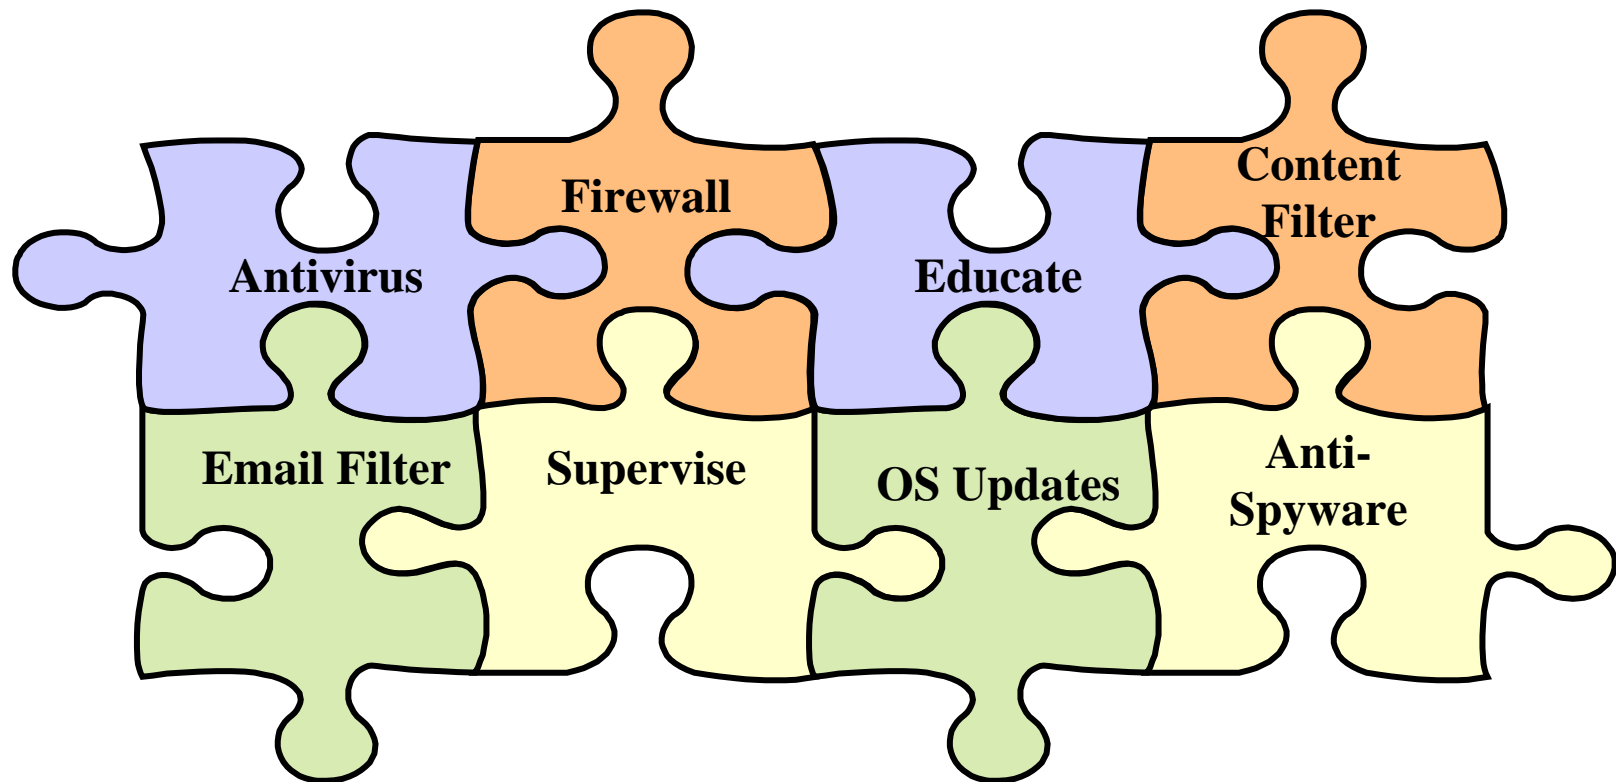 Antivirus
Firewall
Educate
Content
Filter
Email Filter
Supervise
OS Updates
Anti-
Spyware